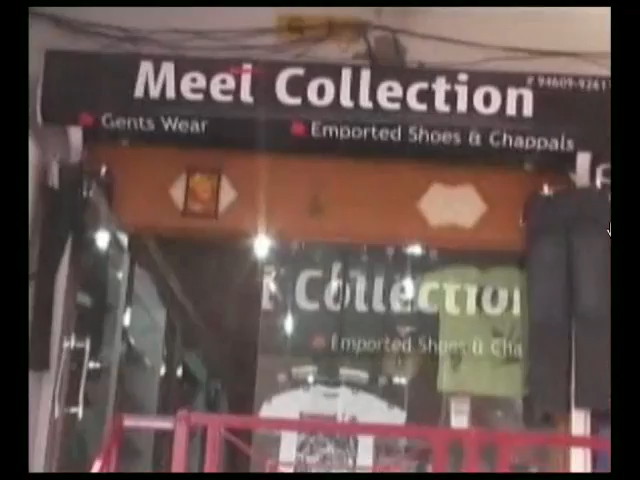 Meet Collection
Gents Wear
Emported Shoes & Chappals
Collection
Emported Shoes & Cha